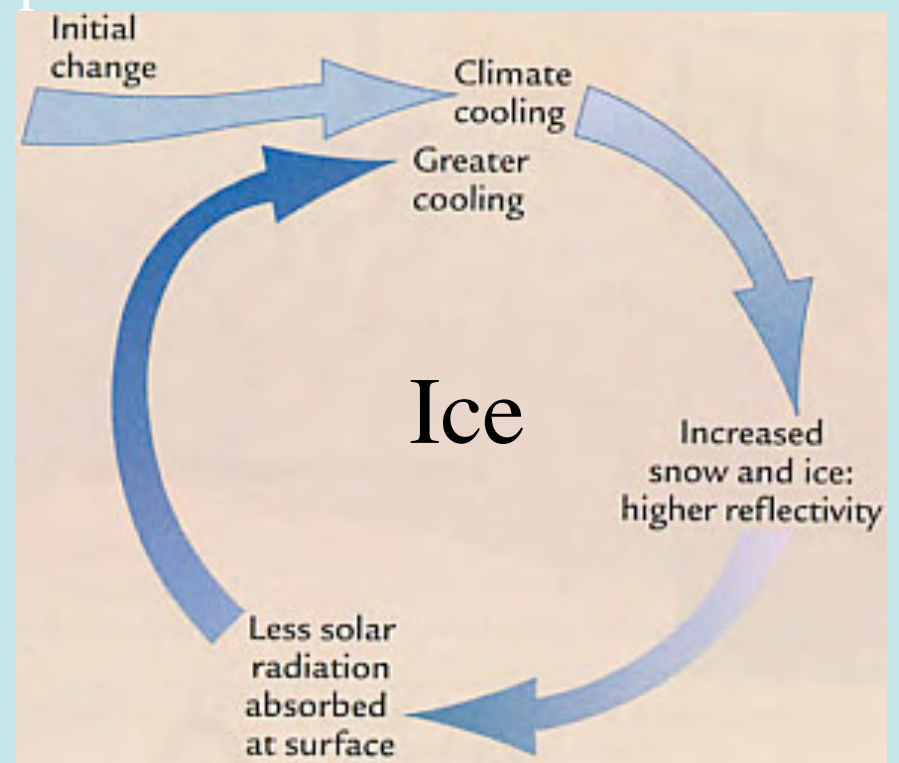 Initial
change
Climate
cooling
Greater
cooling
Ice
Increased
snow and ice:
higher reflectivity
Less solar
radiation
absorbed
at surface